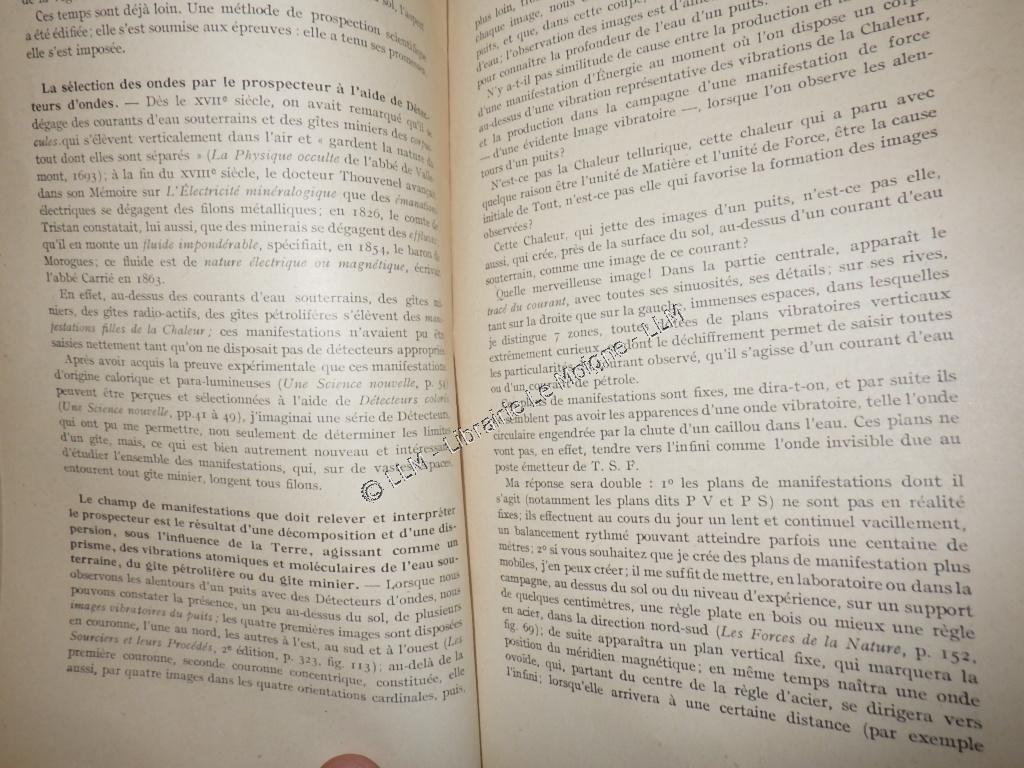 sol, l'aspect
Ces temps sont déjà loin. Une méthode de prospection scientifique
a été édifiée; elle s'est soumise aux épreuves : elle a tenu ses promesses,
elle s'est imposée.
La sélection des ondes par le prospecteur à l'aide de Détec-
teurs d'ondes. — Dès le XVIIe siècle, on avait remarqué qu'il se
dégage des courants d'eau souterrains et des gîtes miniers des corpus-
cules qui s'élèvent verticalement dans l'air et « gardent la nature du
tout dont elles sont séparés » (La Physique occulte de l'abbé de Valle-
mont, 1693); à la fin du XVIIIe siècle, le docteur Thouvenel avançait
dans son Mémoire sur L'Électricité minéralogique que des émanations
électriques se dégagent des filons métalliques; en 1826, le comte de
Tristan constatait, lui aussi, que des minerais se dégagent des effluves
qu'il en monte un fluide impondérable, spécifiait, en 1854, le baron de
Morogues; ce fluide est de nature électrique ou magnétique, écrivait
l'abbé Carrié en 1863.
En effet, au-dessus des courants d'eau souterrains, des gîtes mi-
niers, des gîtes radio-actifs, des gîtes pétrolifères s'élèvent des mani-
festations filles de la Chaleur; ces manifestations n'avaient pu être
saisies nettement tant qu'on ne disposait pas de détecteurs appropriés
Après avoir acquis la preuve expérimentale que ces manifestations
d'origine calorique et para-lumineuses (Une Science nouvelle, p. 54)
peuvent être perçues et sélectionnées à l'aide de Détecteurs colorés
(Une Science nouvelle, pp. 41 à 49), j'imaginai une série de Détecteurs
qui ont pu me permettre, non seulement de déterminer les limites
d'un gîte, mais, ce qui est bien autrement nouveau et intéressant
d'étudier l'ensemble des manifestations, qui, sur de vastes espaces
entourent tout gîte minier, longent tous filons.
Le champ de manifestations que doit relever et interpréter
le prospecteur est le résultat d'une décomposition et d'une dis-
persion, sous l'influence de la Terre, agissant comme un
prisme, des vibrations atomiques et moléculaires de l'eau sou-
terraine, du gîte pétrolifère ou du gîte minier. — Lorsque nous
observons les alentours d'un puits avec des Détecteurs d'ondes, nous
pouvons constater la présence, un peu au-dessus du sol, de plusieurs
images vibratoires du puits; les quatre premières images sont disposées
en couronne, l'une au nord, les autres à l'est, au sud et à l'ouest (Les
Sourciers et leurs Procédés, 2e édition, p. 323, fig. 113); au-delà de la
première couronne, seconde couronne concentrique, constituée, elle
aussi, par quatre images dans les quatre orientations cardinales, puis,
plus loin,
chaque image, nous
puits, et que, dans cette coupe,
d'eau; l'observation des images est
pour connaître la profondeur de l'eau d'un puits.
N'y a-t-il pas similitude de cause entre la production en
d'une manifestation d'Énergie au moment où l'on dispose un corps
au-dessus d'une vibration représentative des vibrations de la Chaleur,
et la production dans la campagne d'une manifestation de force
— d'une évidente Image vibratoire —, lorsque l'on observe les alen-
tours d'un puits?
N'est-ce pas la Chaleur tellurique, cette chaleur qui a paru avec
quelque raison être l'unité de Matière et l'unité de Force, être la cause
initiale de Tout, n'est-ce pas elle qui favorise la formation des images
observées?
Cette Chaleur, qui jette des images d'un puits, n'est-ce pas elle,
aussi, qui crée, près de la surface du sol, au-dessus d'un courant d'eau
souterrain, comme une image de ce courant?
Quelle merveilleuse image! Dans la partie centrale, apparaît le
tracé du courant, avec toutes ses sinuosités, ses détails; sur ses rives,
tant sur la droite que sur la gauche, immenses espaces, dans lesquelles
je distingue 7 zones, toutes limitées de plans vibratoires verticaux
extrêmement curieux, et dont le déchiffrement permet de saisir toutes
les particularités du courant observé, qu'il s'agisse d'un courant d'eau
ou d'un courant de pétrole.
Ces plans de manifestations sont fixes, me dira-t-on, et par suite ils
semblent pas avoir les apparences d'une onde vibratoire, telle l'onde
circulaire engendrée par la chute d'un caillou dans l'eau. Ces plans ne
vont pas, en effet, tendre vers l'infini comme l'onde invisible due au
poste émetteur de T. S. F.
Ma réponse sera double : 1o les plans de manifestations dont il
s'agit (notamment les plans dits P V et P S) ne sont pas en réalité
fixes; ils effectuent au cours du jour un lent et continuel vacillement,
un balancement rythmé pouvant atteindre parfois une centaine de
mètres; 2o si vous souhaitez que je crée des plans de manifestation plus
mobiles, j'en peux créer; il me suffit de mettre, en laboratoire ou dans la
campagne, au dessus du sol ou du niveau d'expérience, sur un support
de quelques centimètres, une règle plate en bois ou mieux une règle
en acier, dans la direction nord-sud (Les Forces de la Nature, p. 152,
fig. 69); de suite apparaîtra un plan vertical fixe, qui marquera la
position du méridien magnétique; en même temps naîtra une onde
ovoïde, qui, partant du centre de la règle d'acier, se dirigera vers
l'infini; lorsqu'elle arrivera à une certaine distance (par exemple
© LLM - Librairie Le Moigne - LLM